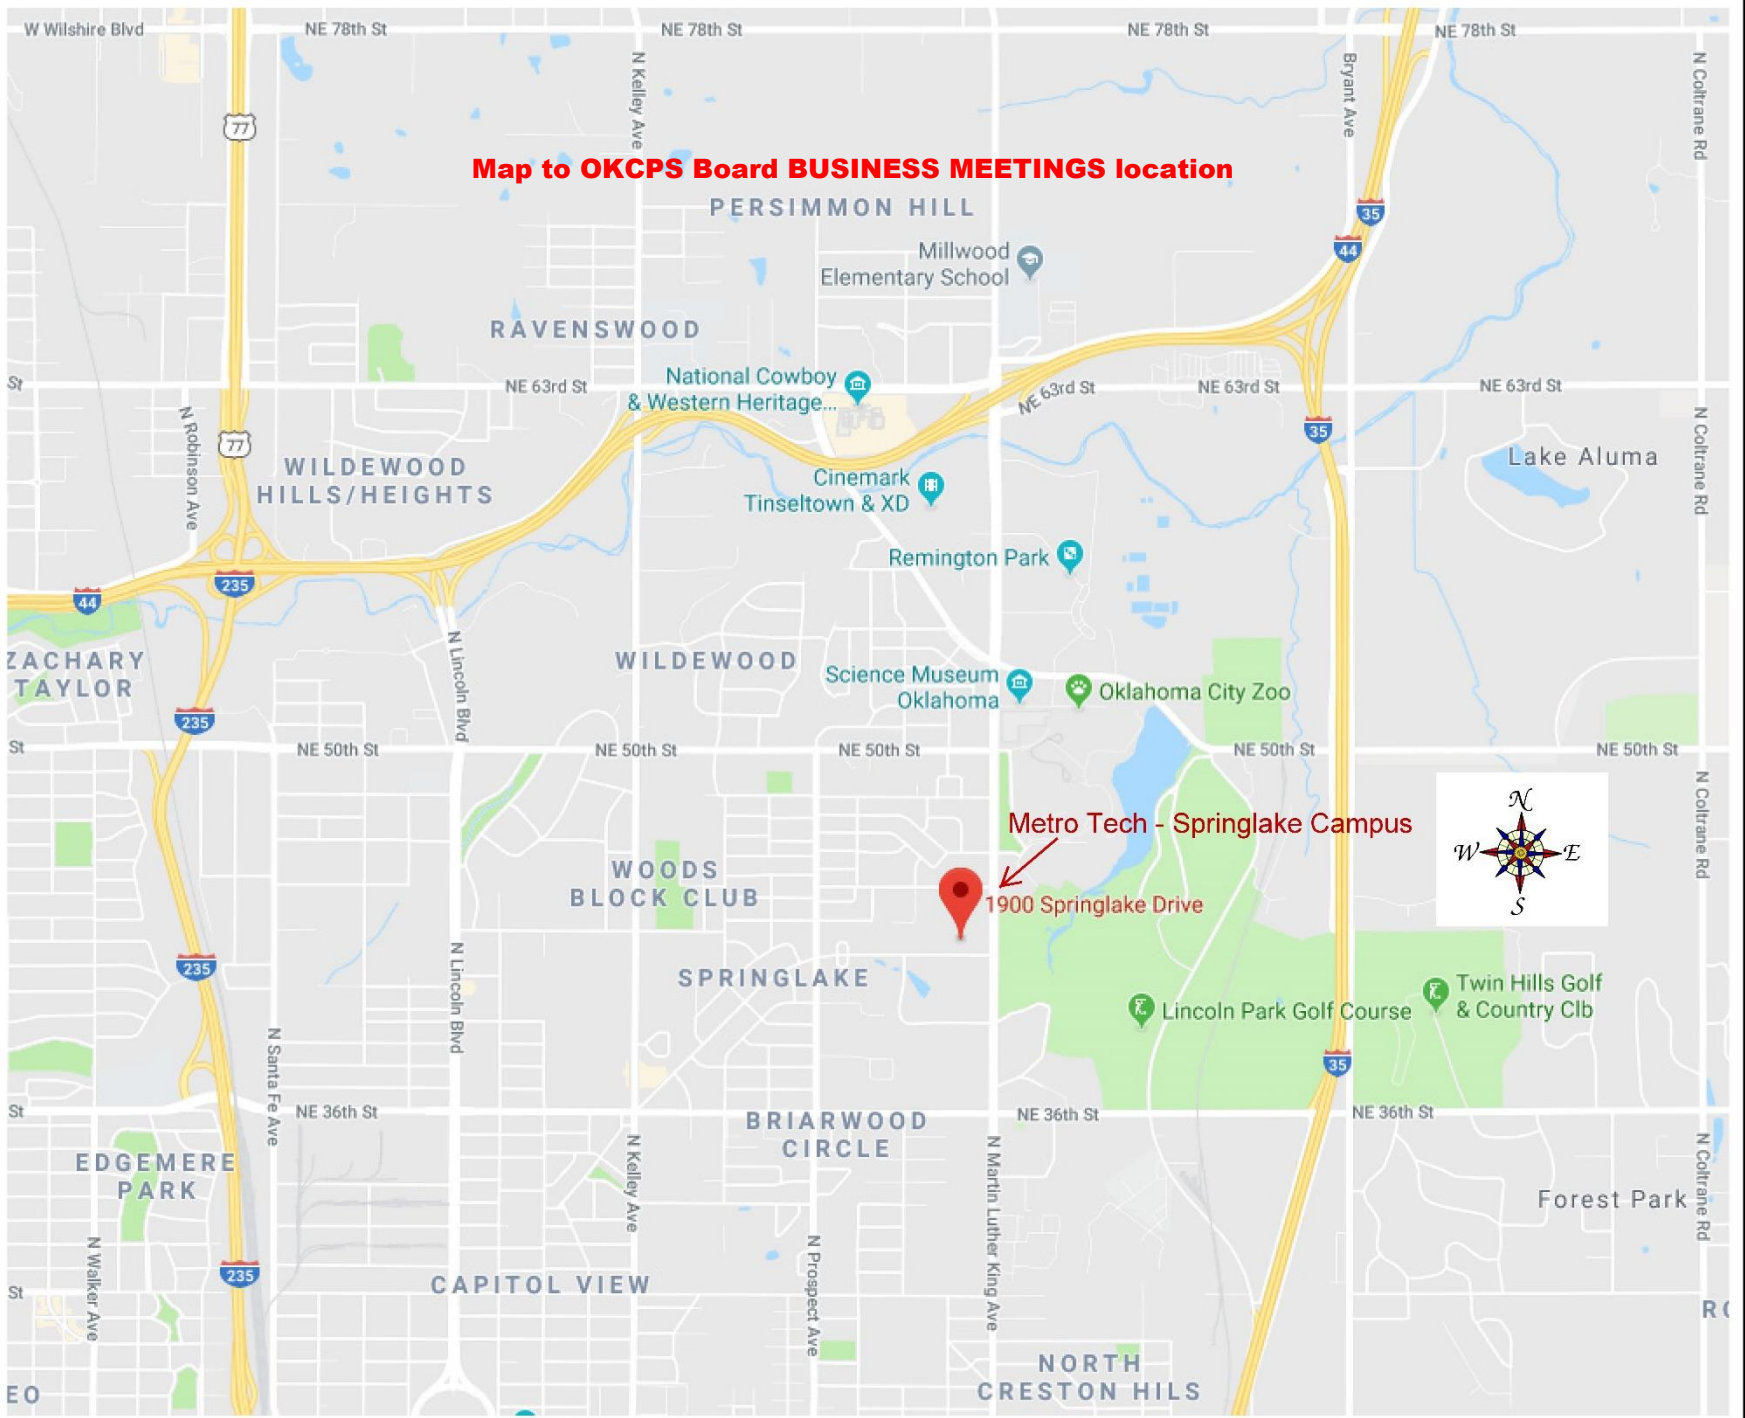 W Wilshire Blvd
NE 78th St
NE 78th St
NE 78th St
NE 78th St
N Kelley Ave
Bryant Ave
N Coltrane Rd
77
Map to OKCPS Board BUSINESS MEETINGS location
PERSIMMON HILL
35
44
Millwood
Elementary School
RAVENSWOOD
St
NE 63rd St
National Cowboy
& Western Heritage...
NE 63rd St
NE 63rd St
NE 63rd St
N Robinson Ave
77
35
N Coltrane Rd
WILDEWOOD
HILLS/HEIGHTS
Lake Aluma
Cinemark
Tinseltown & XD
Remington Park
235
44
N Lincoln Blvd
ZACHARY
TAYLOR
WILDEWOOD
Science Museum
Oklahoma
Oklahoma City Zoo
235
St
NE 50th St
NE 50th St
NE 50th St
NE 50th St
NE 50th St
N Coltrane Rd
N
W
E
S
Metro Tech - Springlake Campus
WOODS
BLOCK CLUB
1900 Springlake Drive
235
N Lincoln Blvd
SPRINGLAKE
Lincoln Park Golf Course
Twin Hills Golf
& Country Clb
35
N Santa Fe Ave
St
NE 36th St
NE 36th St
NE 36th St
BRIARWOOD
CIRCLE
EDGEMERE
PARK
N Kelley Ave
N Martin Luther King Ave
N Coltrane Rd
Forest Park
N Walker Ave
N Prospect Ave
235
CAPITOL VIEW
St
RO
NORTH
CRESTON HILS
EO